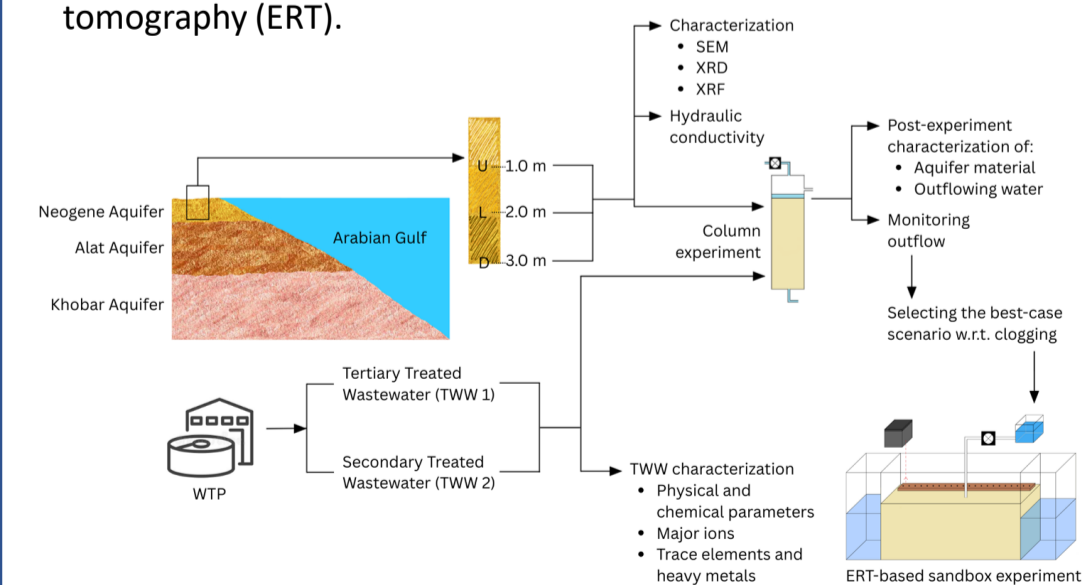 tomography (ERT).
Characterization
• SEM
• XRD
• XRF
Hydraulic
conductivity
U 1.0 m
L 2.0 m
D 3.0 m
Neogene Aquifer
Alat Aquifer
Khobar Aquifer
Arabian Gulf
Column
experiment
Post-experiment
characterization of:
• Aquifer material
• Outflowing water
Monitoring
outflow
Selecting the best-case
scenario w.r.t. clogging
Tertiary Treated
Wastewater (TWW 1)
Secondary Treated
Wastewater (TWW 2)
WTP
TWW characterization
• Physical and
chemical parameters
• Major ions
• Trace elements and
heavy metals
ERT-based sandbox experiment